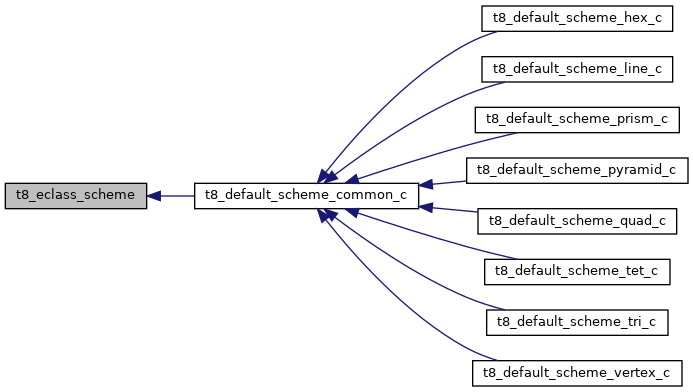 t8_eclass_scheme
t8_default_scheme_common_c
t8_default_scheme_hex_c
t8_default_scheme_line_c
t8_default_scheme_prism_c
t8_default_scheme_pyramid_c
t8_default_scheme_quad_c
t8_default_scheme_tet_c
t8_default_scheme_tri_c
t8_default_scheme_vertex_c